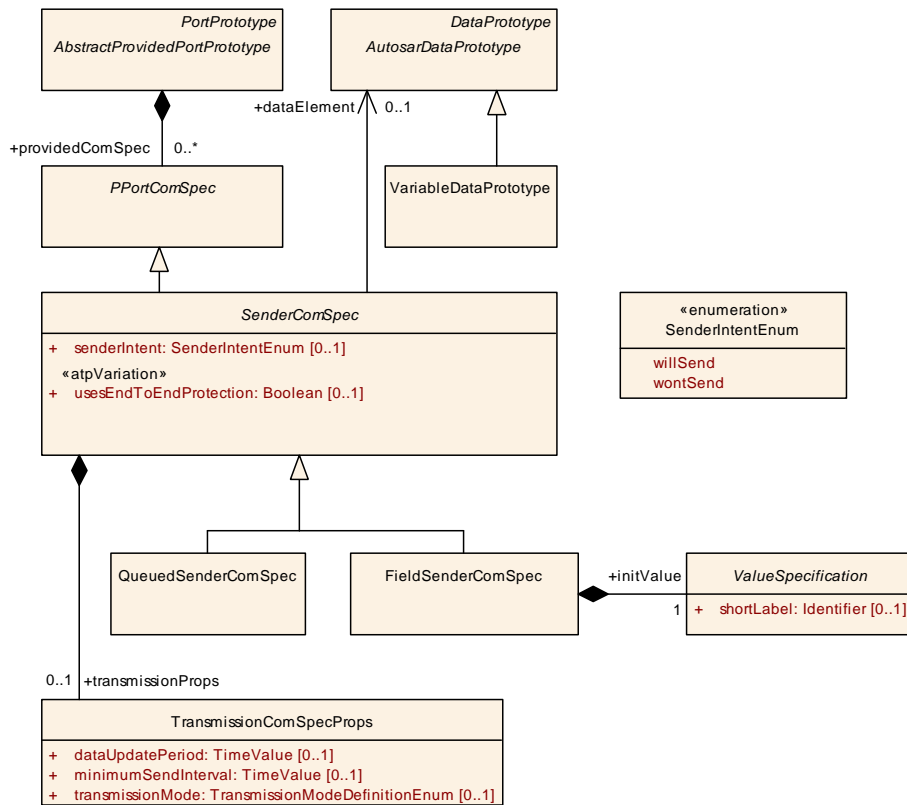 PortPrototype
AbstractProvidedPortPrototype
DataPrototype
AutosarDataPrototype
+dataElement
0..1
+providedComSpec
0..*
PPortComSpec
VariableDataPrototype
SenderComSpec
+ senderIntent: SenderIntentEnum [0..1]
«atpVariation»
+ usesEndToEndProtection: Boolean [0..1]
«enumeration»
SenderIntentEnum
willSend
wontSend
QueuedSenderComSpec
FieldSenderComSpec
+initValue
1
ValueSpecification
+ shortLabel: Identifier [0..1]
0..1
+transmissionProps
TransmissionComSpecProps
+ dataUpdatePeriod: TimeValue [0..1]
+ minimumSendInterval: TimeValue [0..1]
+ transmissionMode: TransmissionModeDefinitionEnum [0..1]